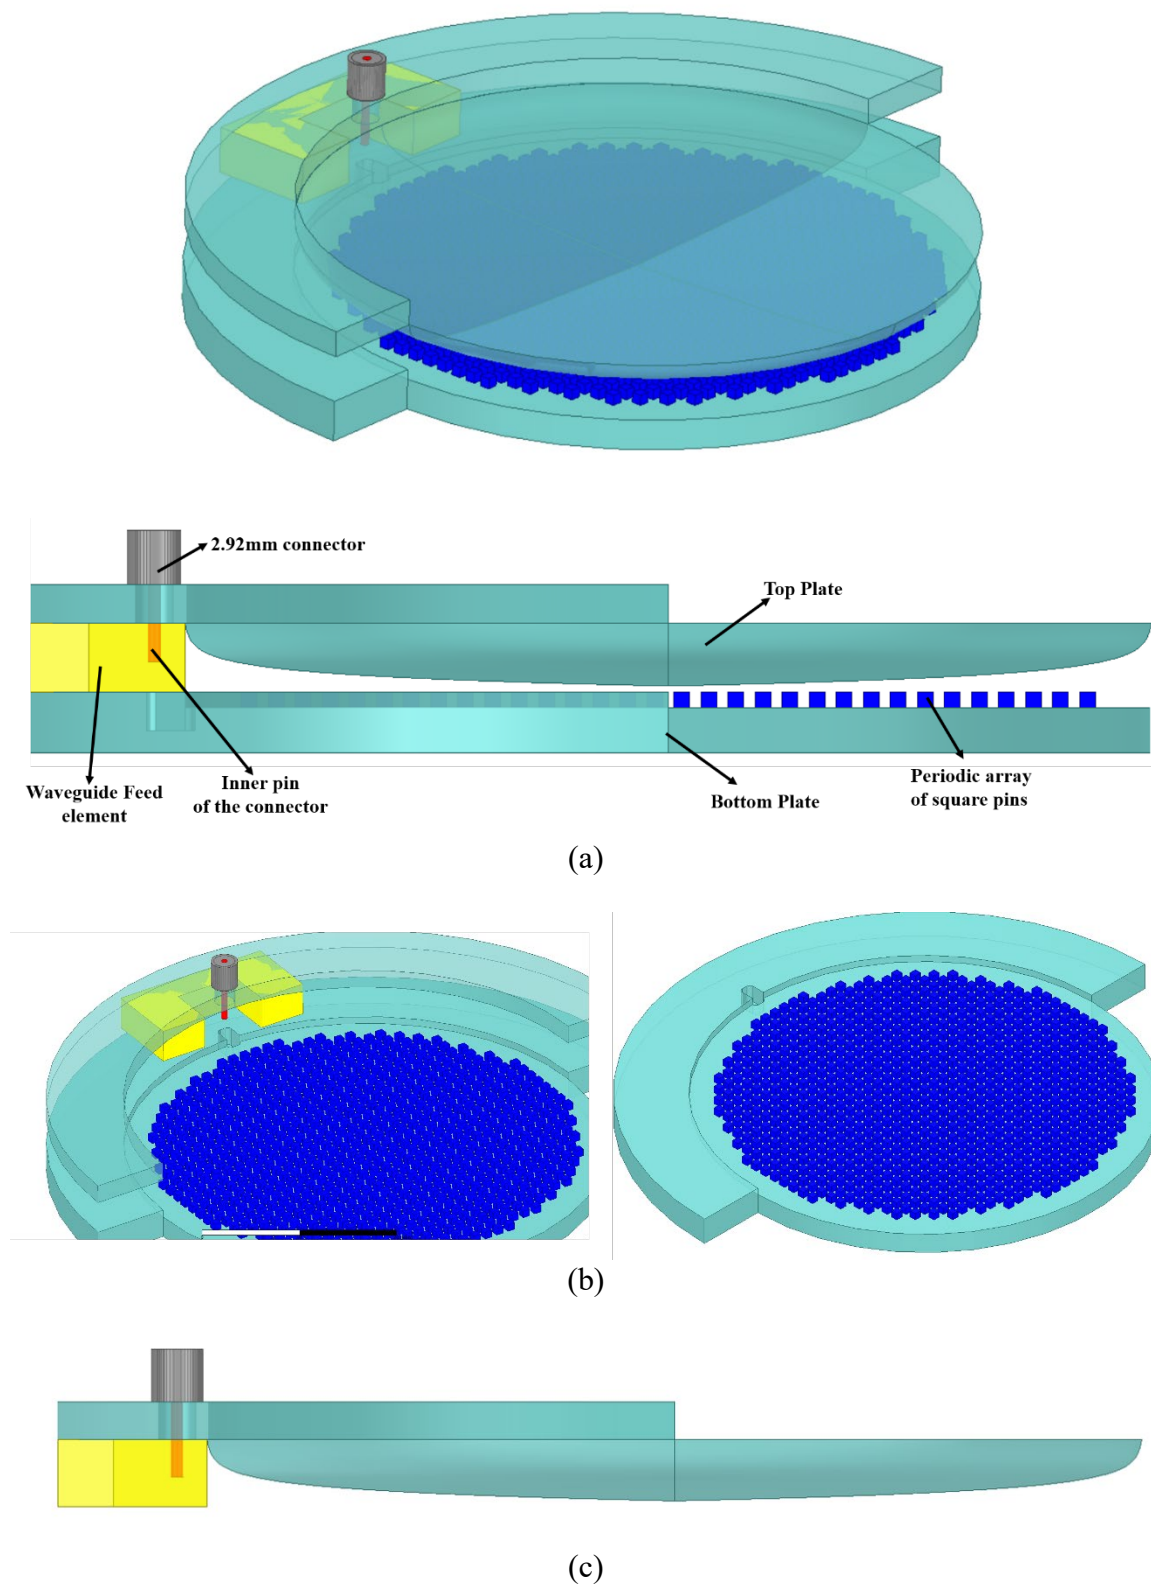 2.92mm connector
Top Plate
Waveguide Feed
element
Inner pin
of the connector
Bottom Plate
Periodic array
of square pins
(a)
(b)
(c)